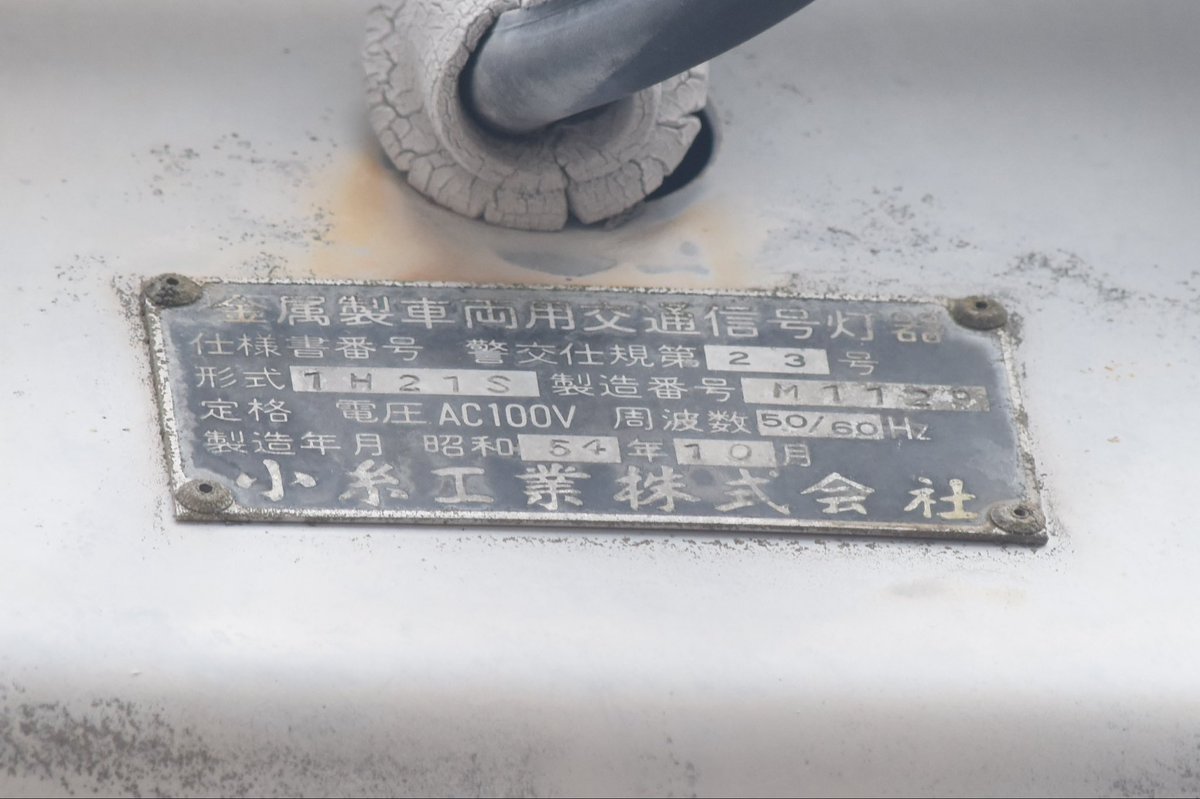 金属製車両用交通信号灯器
仕様書番号 警交仕規第 23 号
形式 1H21S 製造番号 M1129
定格 電圧 AC100V 周波数 50/60 Hz
製造年月 昭和 54 年 10 月
小糸工業株式会社